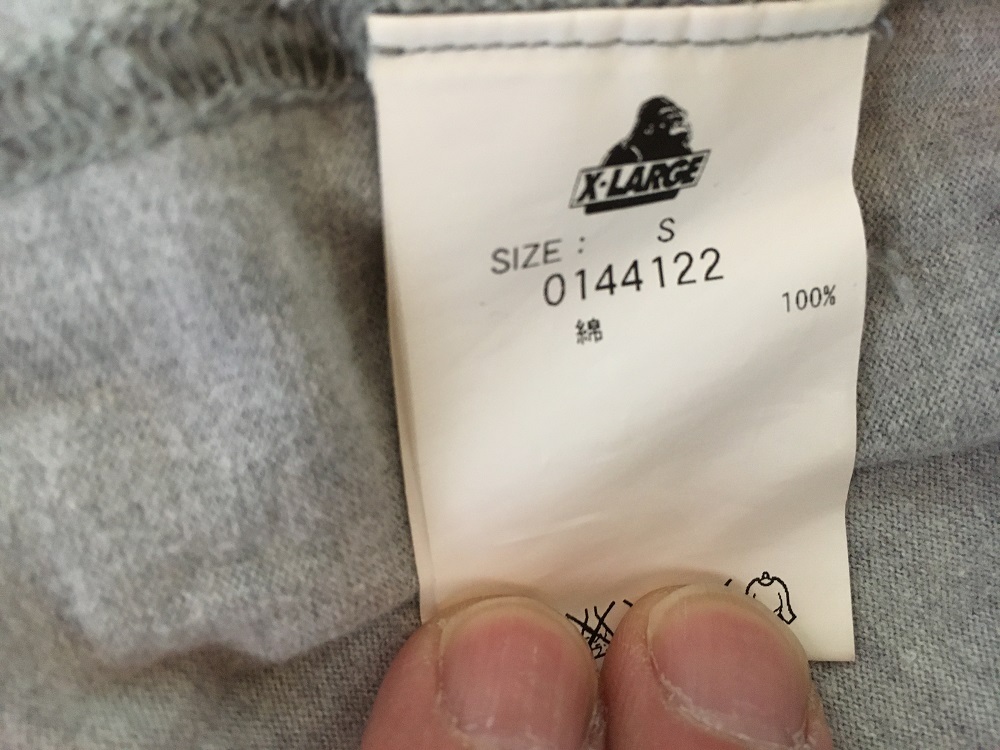 X-LARGE
SIZE : S
0144122
綿 100%